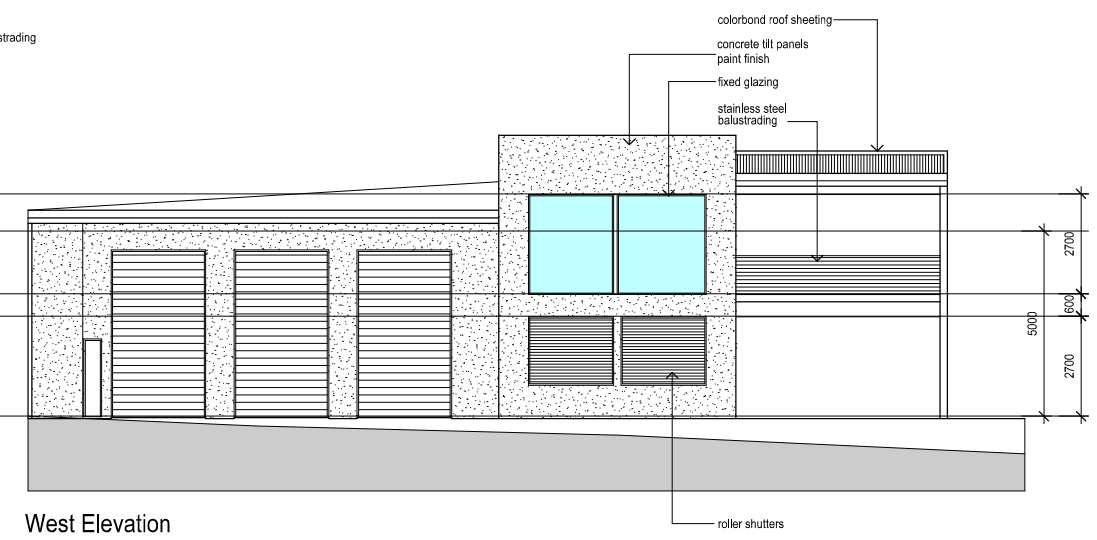 colorbond roof sheeting
strading
concrete tilt panels
paint finish
fixed glazing
stainless steel
balustrading
2700
600
5000
2700
West Elevation
roller shutters